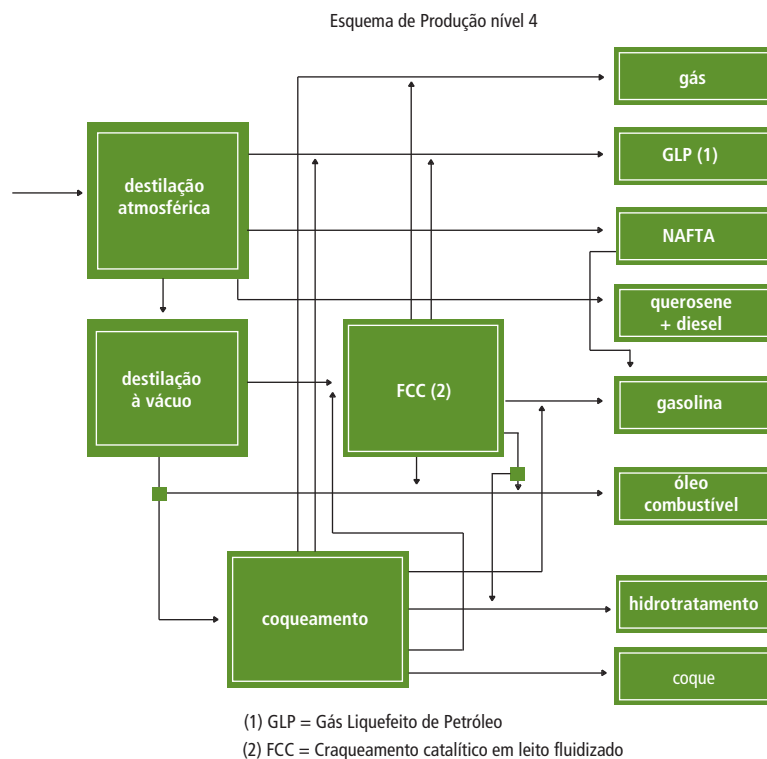 Esquema de Produção nível 4
gás
GLP (1)
destilação
atmosférica
NAFTA
querosene
+ diesel
destilação
à vácuo
FCC (2)
gasolina
óleo
combustível
coqueamento
hidrotratamento
coque
(1) GLP = Gás Liquefeito de Petróleo
(2) FCC = Craqueamento catalítico em leito fluidizado